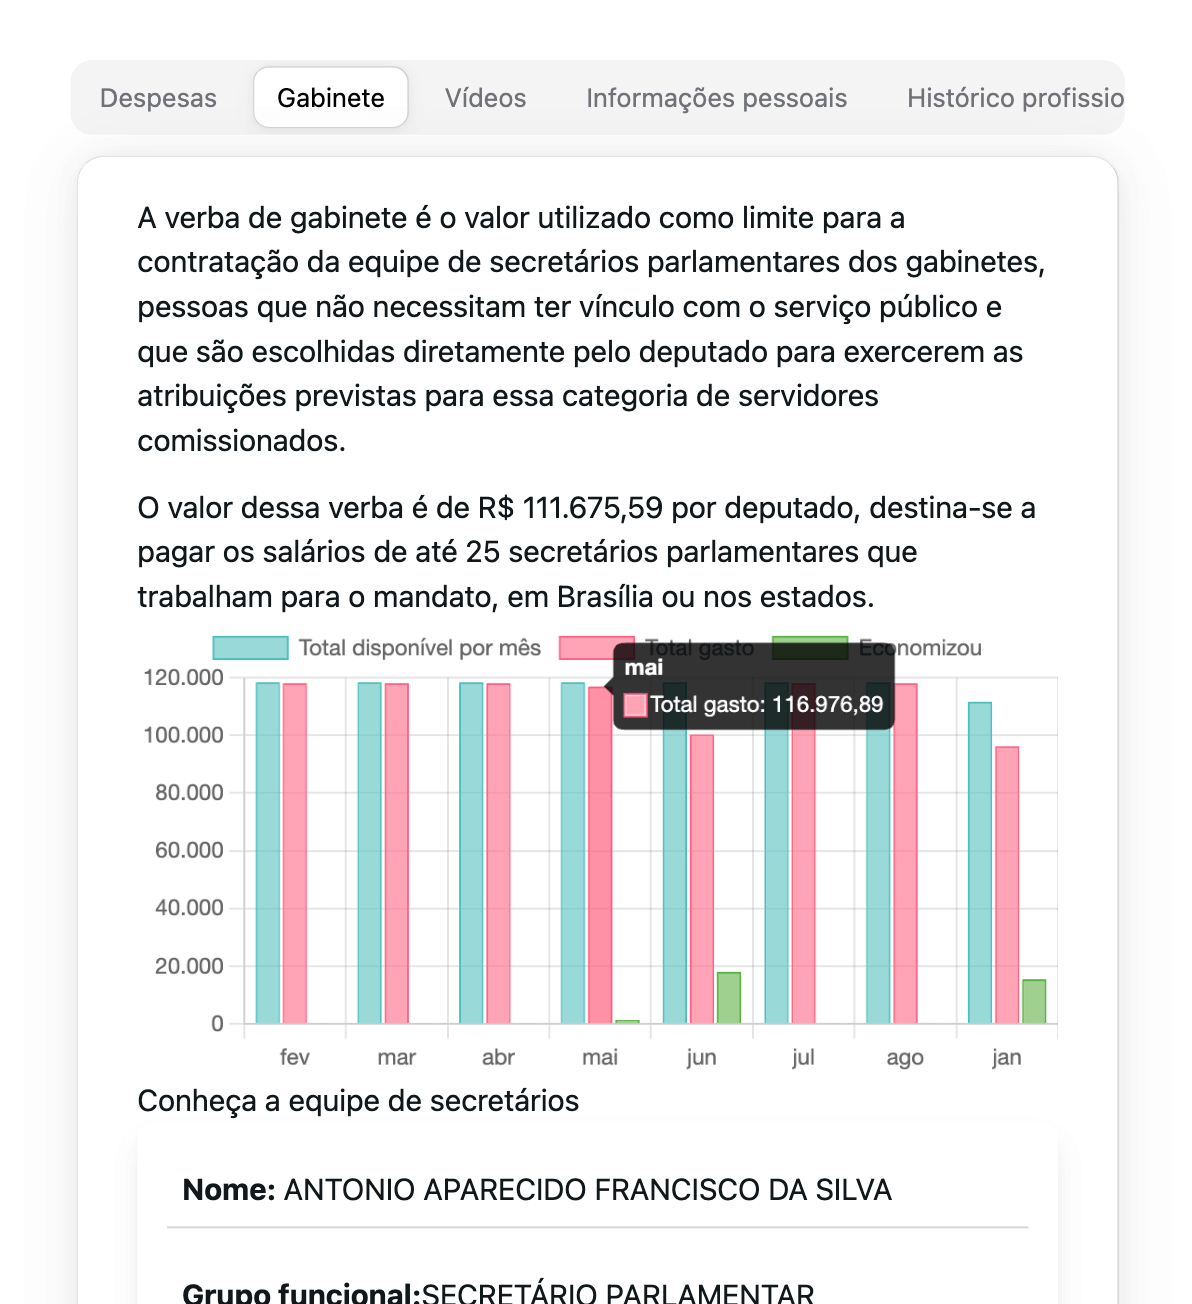 Despesas Gabinete Vídeos Informações pessoais Histórico profissio
A verba de gabinete é o valor utilizado como limite para a
contratação da equipe de secretários parlamentares dos gabinetes,
pessoas que não necessitam ter vínculo com o serviço público e
que são escolhidas diretamente pelo deputado para exercerem as
atribuições previstas para essa categoria de servidores
comissionados.
O valor dessa verba é de R$ 111.675,59 por deputado, destina-se a
pagar os salários de até 25 secretários parlamentares que
trabalham para o mandato, em Brasília ou nos estados.
Total disponível por mês Total gasto Economizou
mai
Total gasto: 116.976,89
120.000
100.000
80.000
60.000
40.000
20.000
0
fev mar abr mai jun jul ago jan
Conheça a equipe de secretários
Nome: ANTONIO APARECIDO FRANCISCO DA SILVA
Grupo funcional:SECRETÁRIO PARLAMENTAR